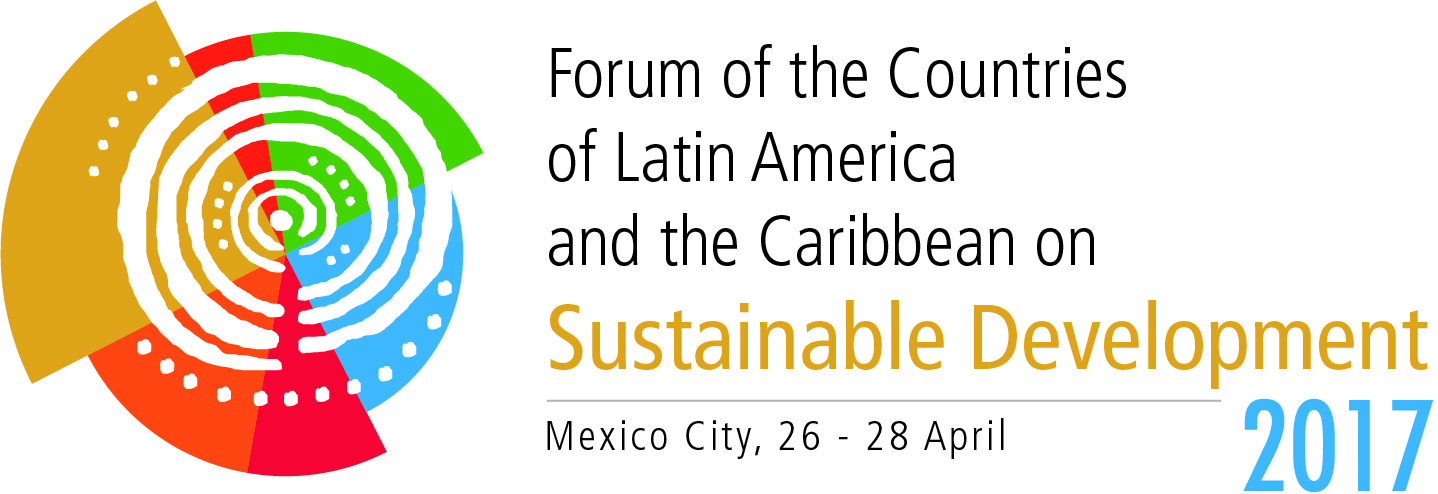 Forum of the Countries
of Latin America
and the Caribbean on
Sustainable Development
Mexico City, 26 - 28 April
2017